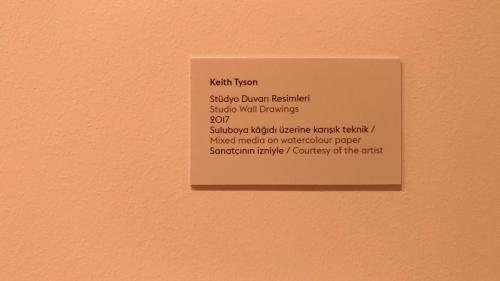 Keith Tyson
Stüdyo Duvarı Resimleri
Studio Wall Drawings
2017
Suluboya kâğıdı üzerine karışık teknik /
Mixed media on watercolour paper
Sanatçının izniyle / Courtesy of the artist